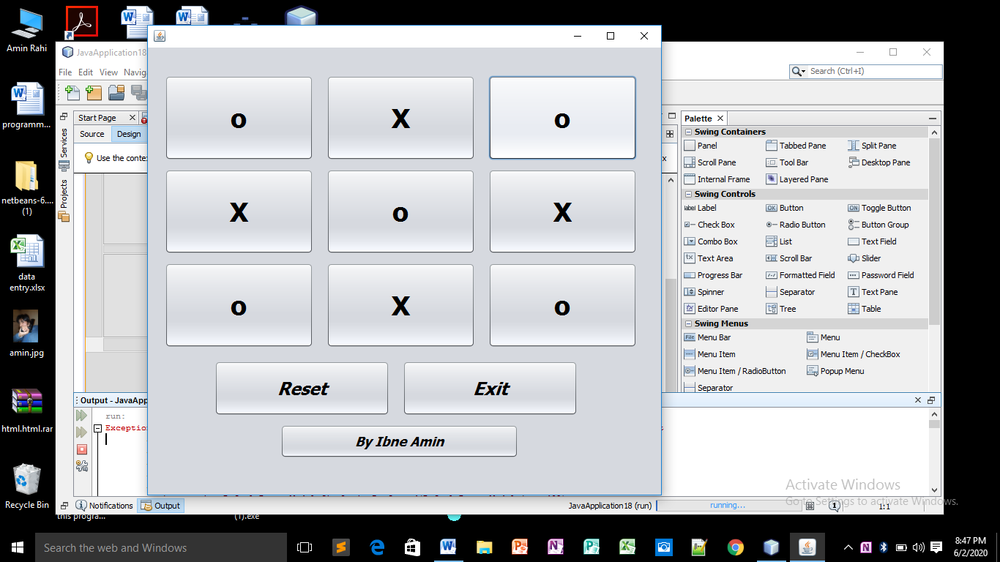 Amin Rahi
programm...
netbeans-6....
(1)
data
entry.xlsx
amin.jpg
html.html.rar
Recycle Bin
JavaApplication18
File Edit View Navig
Search (Ctrl+I)
Start Page
Source Design
Use the conte
x
Services
Projects
o X o
X o X
o X o
Reset Exit
By Ibne Amin
Palette
Swing Containers
Panel Tabbed Pane Split Pane
Scroll Pane Tool Bar Desktop Pane
Internal Frame Layered Pane
Swing Controls
label Label OK Button ON Toggle Button
Check Box Radio Button Button Group
Combo Box List Text Field
Text Area Scroll Bar Slider
Progress Bar Formatted Field Password Field
Spinner Separator Text Pane
Editor Pane Tree Table
Swing Menus
File Menu Bar Menu
Menu Item Menu Item / CheckBox
Menu Item / RadioButton Popup Menu
Separator
Output - JavaApp
run:
Exception
Activate Windows
Go to Settings to activate Windows.
Notifications Output
JavaApplication18 (run) running... 1 1:1
this progra... (1).exe
Search the web and Windows
8:47 PM
6/2/2020